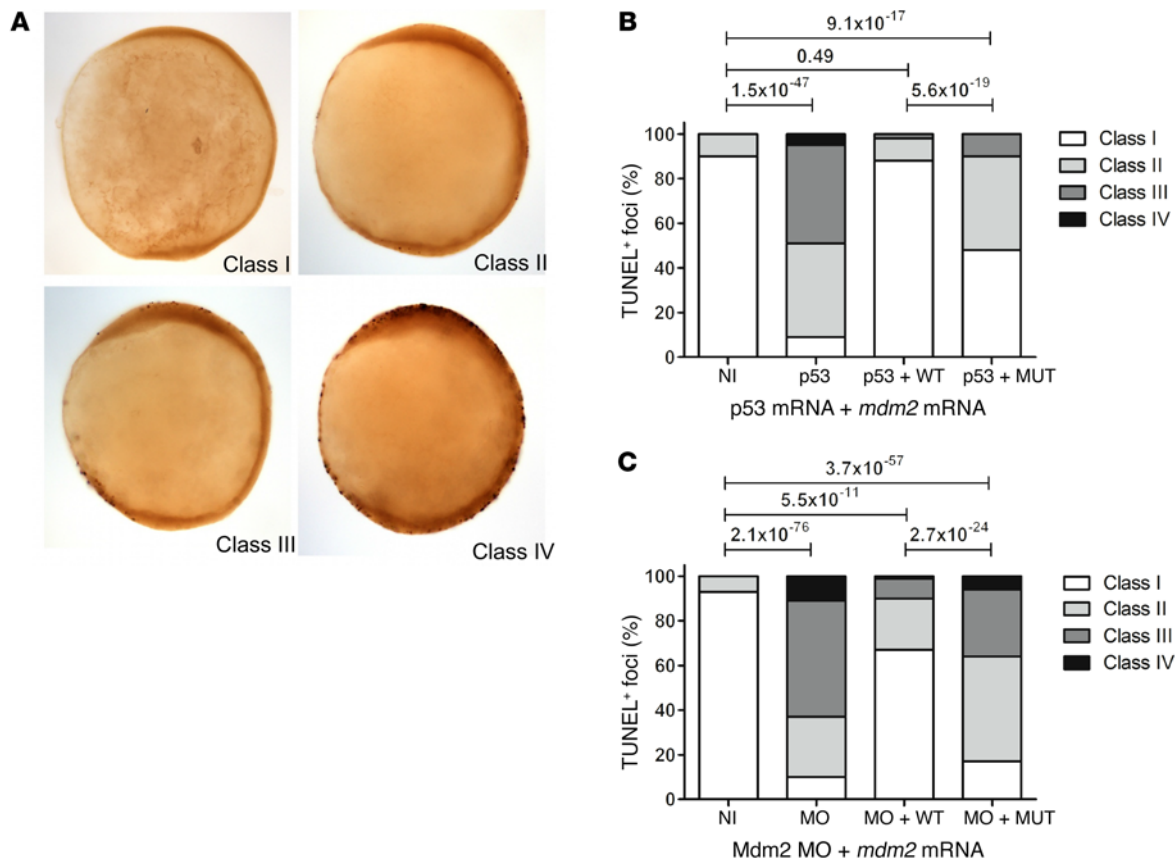 A
Class I
Class II
Class III
Class IV
B
9.1x10⁻¹⁷
0.49
1.5x10⁻⁴⁷ 5.6x10⁻¹⁹
TUNEL⁺ foci (%)
100
80
60
40
20
0
NI p53 p53 + WT p53 + MUT
p53 mRNA + mdm2 mRNA
Class I
Class II
Class III
Class IV
C
3.7x10⁻⁵⁷
5.5x10⁻¹¹
2.1x10⁻⁷⁶ 2.7x10⁻²⁴
TUNEL⁺ foci (%)
100
80
60
40
20
0
NI MO MO + WT MO + MUT
Mdm2 MO + mdm2 mRNA
Class I
Class II
Class III
Class IV